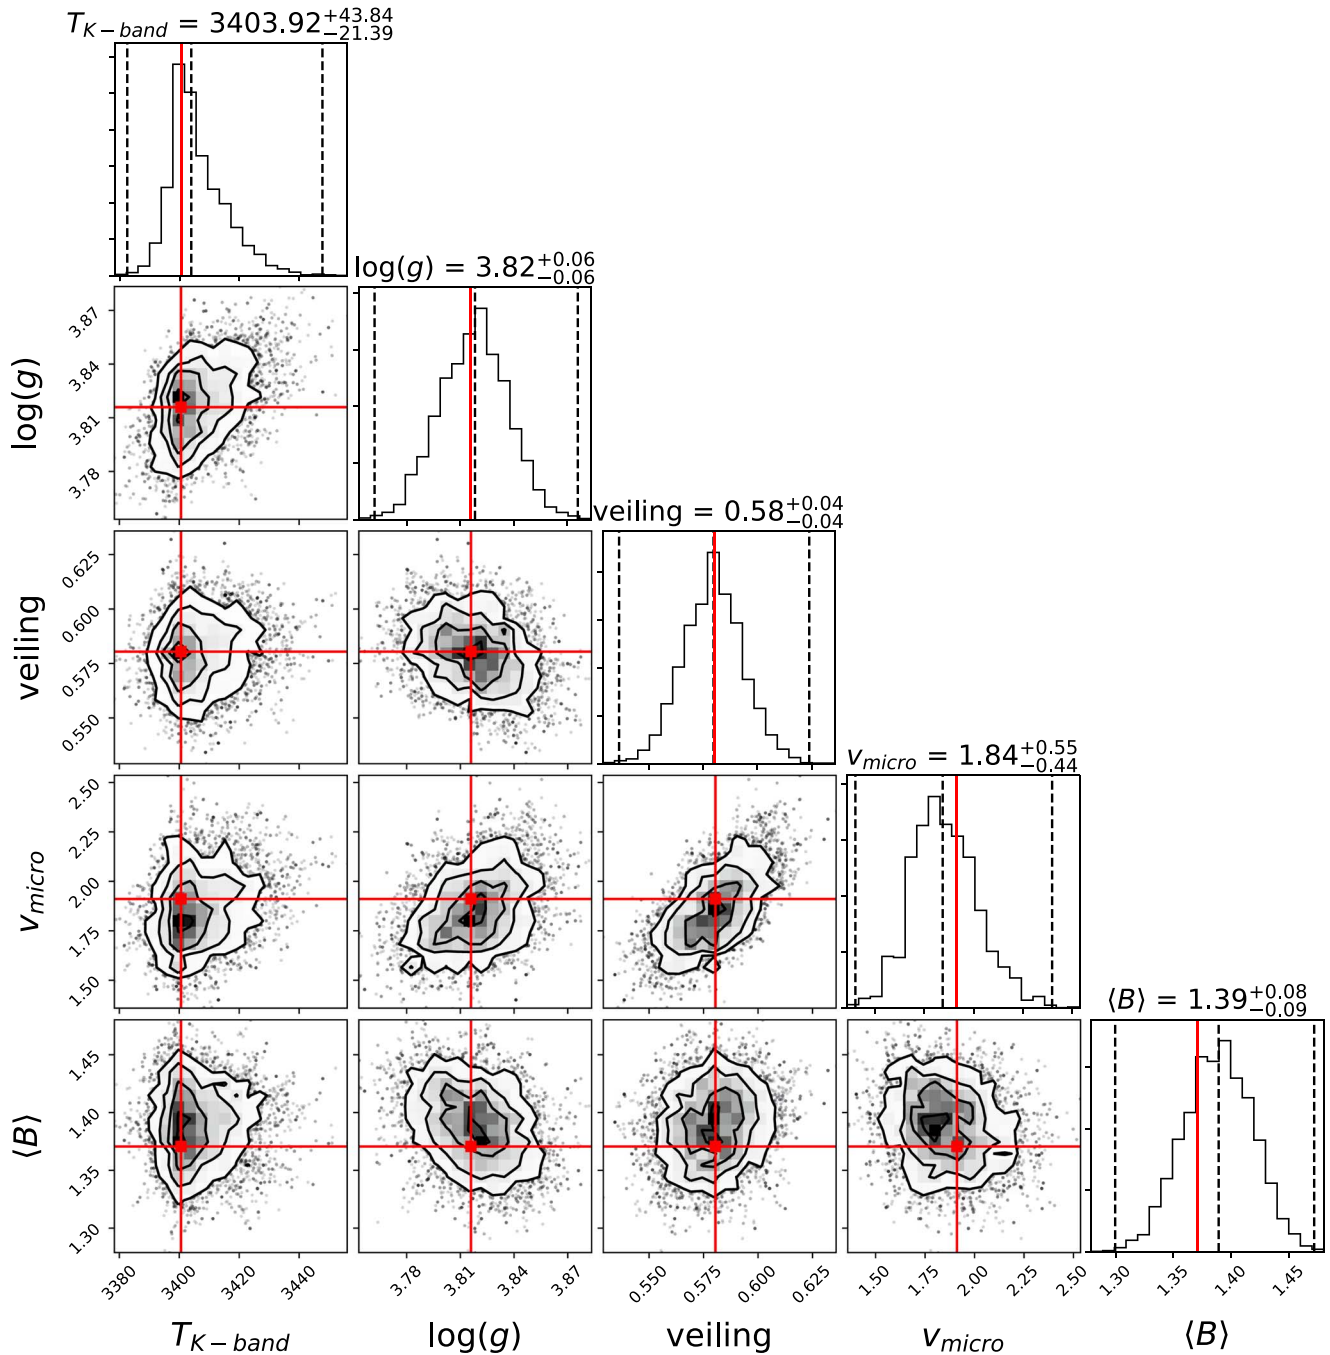 T_{K-band} = 3403.92^{+43.84}_{-21.39}
log(g) = 3.82^{+0.06}_{-0.06}
log(g)
3.87
3.84
3.81
3.78
veiling = 0.58^{+0.04}_{-0.04}
veiling
0.625
0.600
0.575
0.550
v_{micro} = 1.84^{+0.55}_{-0.44}
v_{micro}
2.50
2.25
2.00
1.75
1.50
⟨B⟩ = 1.39^{+0.08}_{-0.09}
⟨B⟩
1.45
1.40
1.35
1.30
3380 3400 3420 3440 3.78 3.81 3.84 3.87 0.550 0.575 0.600 0.625 1.50 1.75 2.00 2.25 2.50 1.30 1.35 1.40 1.45
T_{K-band} log(g) veiling v_{micro} ⟨B⟩